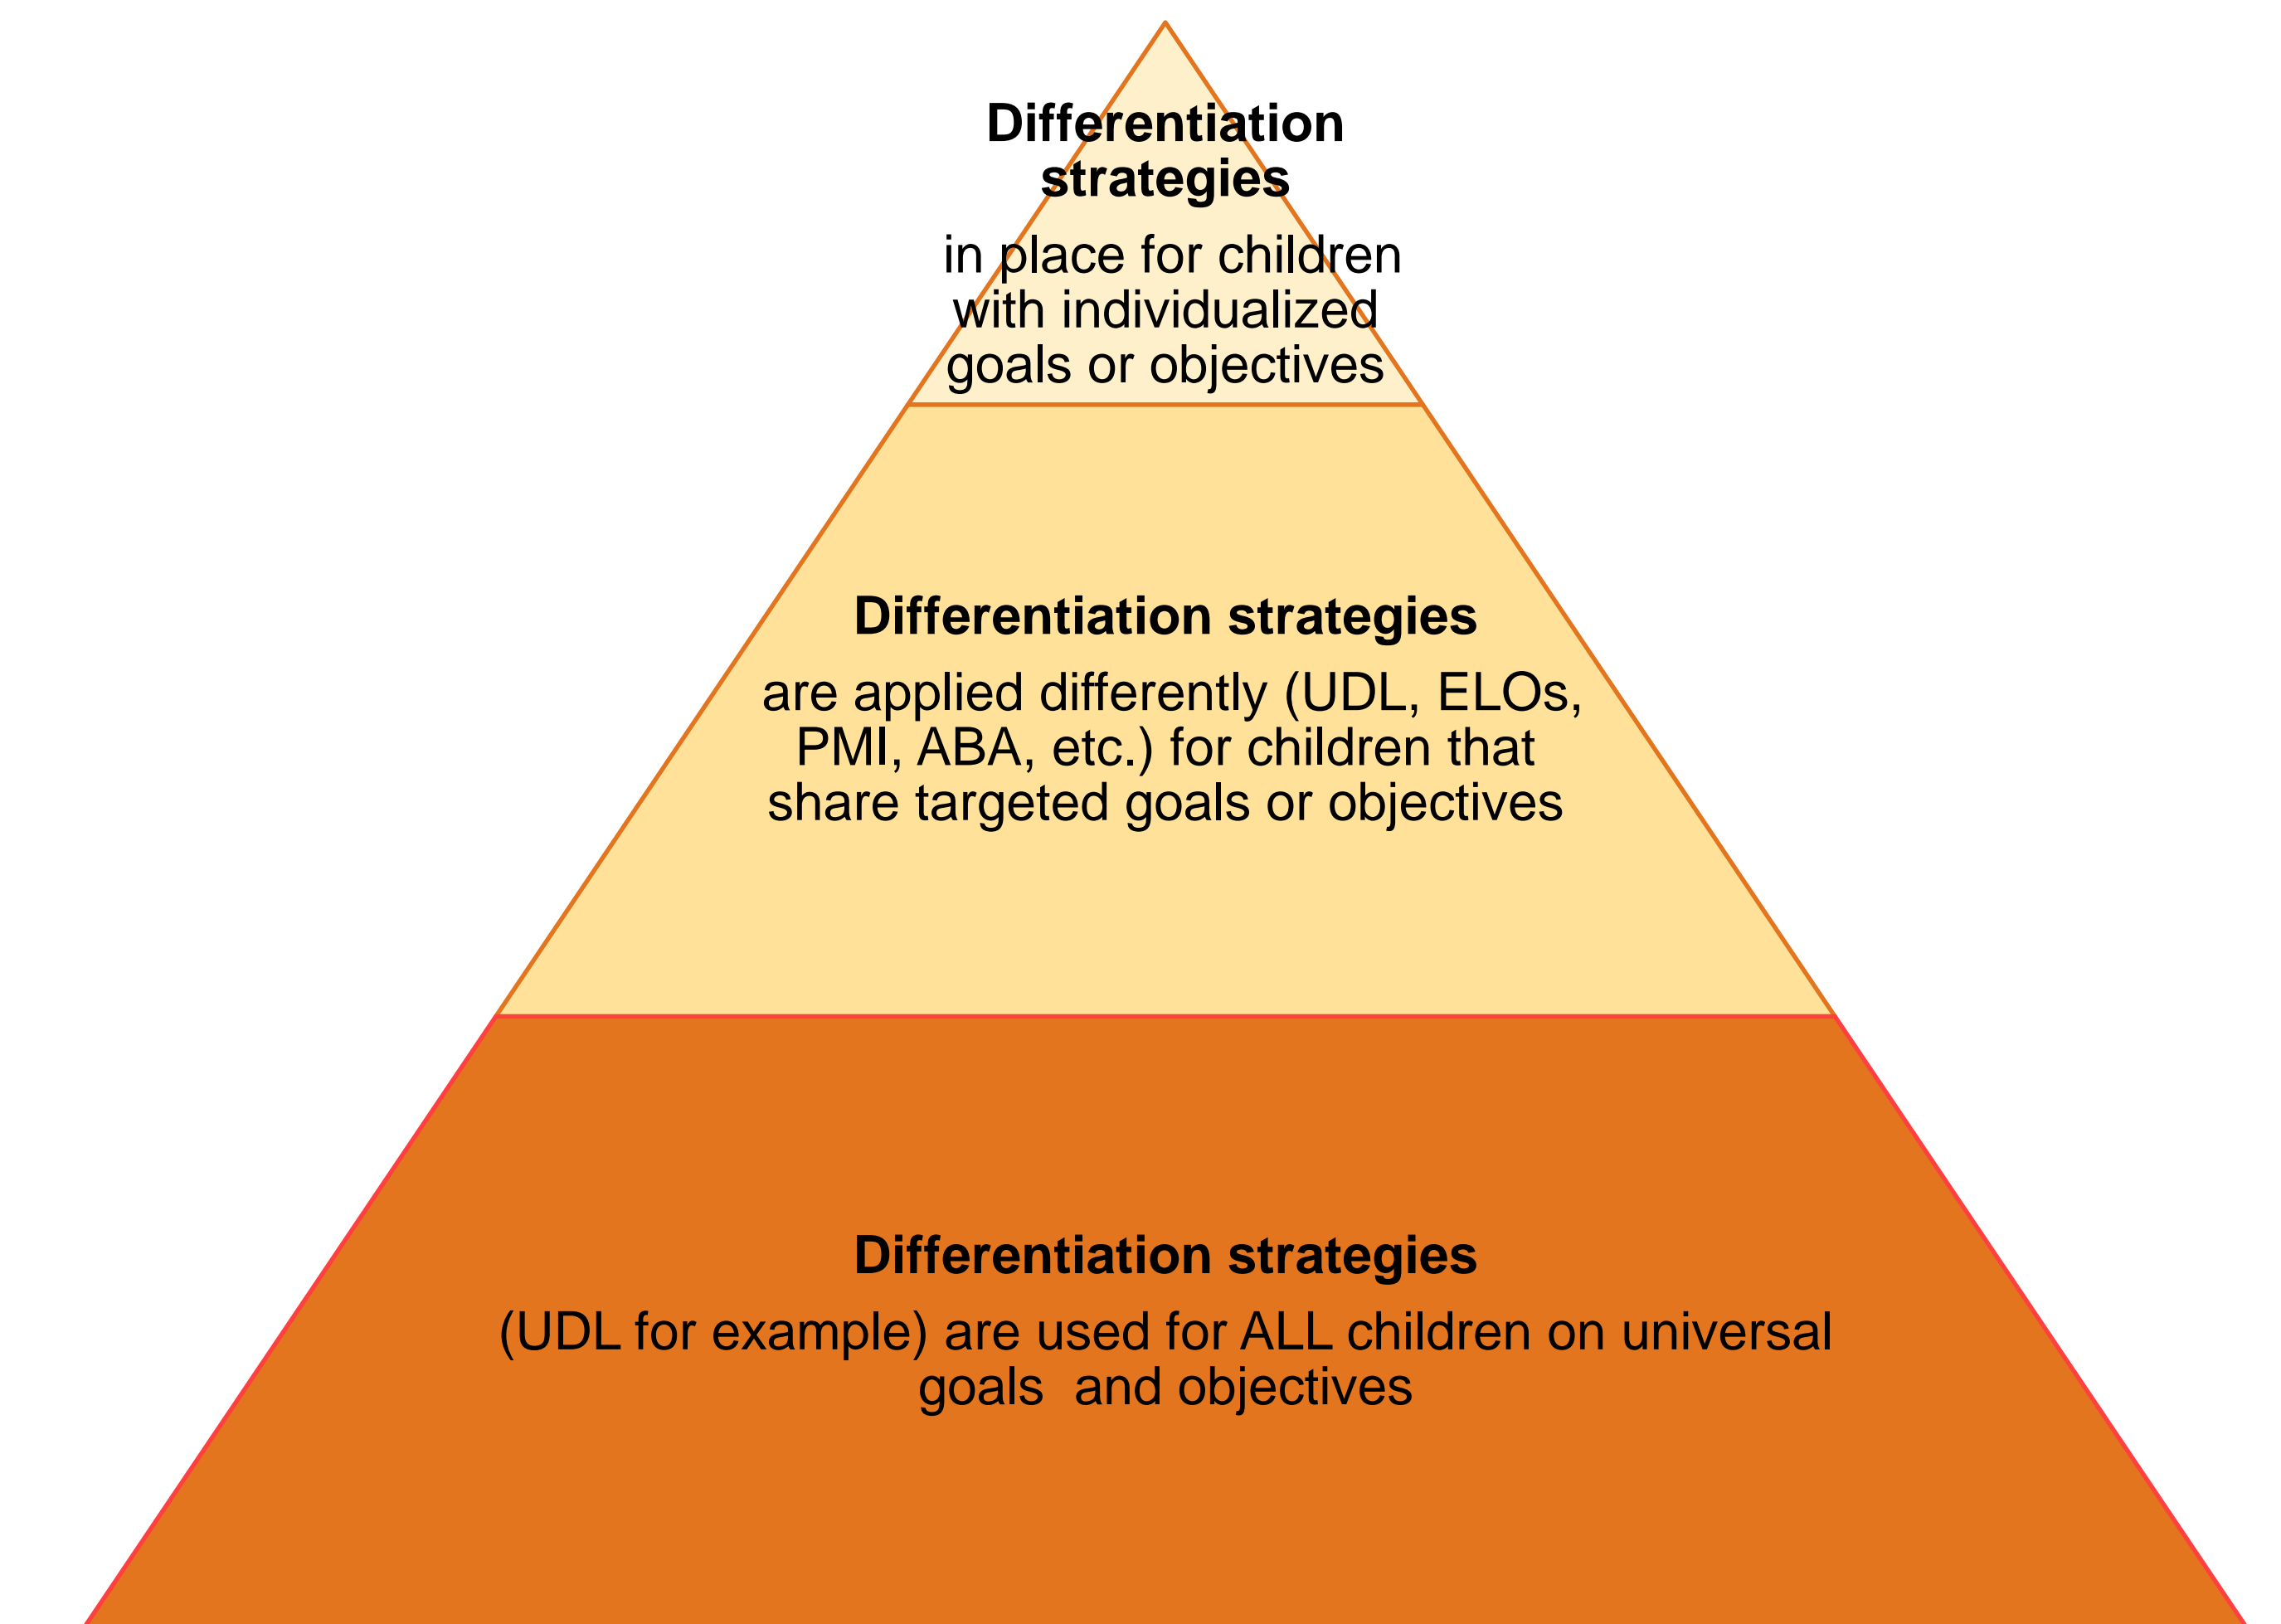 Differentiation
strategies
in place for children
with individualized
goals or objectives
Differentiation strategies
are applied differently (UDL, ELOs,
PMI, ABA, etc.) for children that
share targeted goals or objectives
Differentiation strategies
(UDL for example) are used for ALL children on universal
goals  and objectives